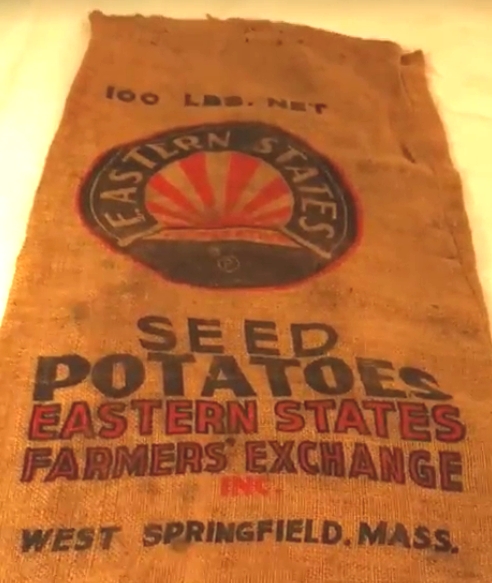 100 LBS. NET
EASTERN STATES
P
SEED
POTATOES
EASTERN STATES
FARMERS' EXCHANGE
INC.
WEST SPRINGFIELD, MASS.